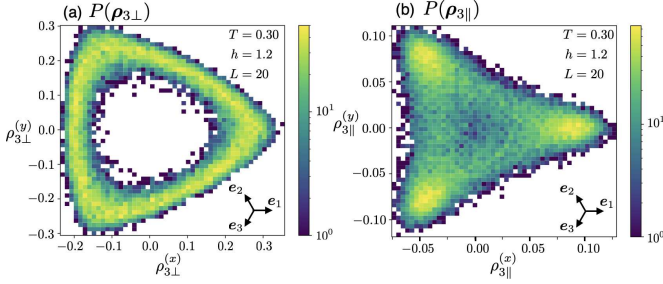 (a) P(ρ3⊥)
T = 0.30
h = 1.2
L = 20
0.3
0.2
0.1
0.0
−0.1
−0.2
−0.3
ρ3⊥(y)
−0.2 −0.1 0.0 0.1 0.2 0.3
ρ3⊥(x)
e2
e1
e3
10¹
10⁰
(b) P(ρ3∥)
T = 0.30
h = 1.2
L = 20
0.10
0.05
0.00
−0.05
−0.10
ρ3∥(y)
−0.05 0.00 0.05 0.10
ρ3∥(x)
e2
e1
e3
10¹
10⁰